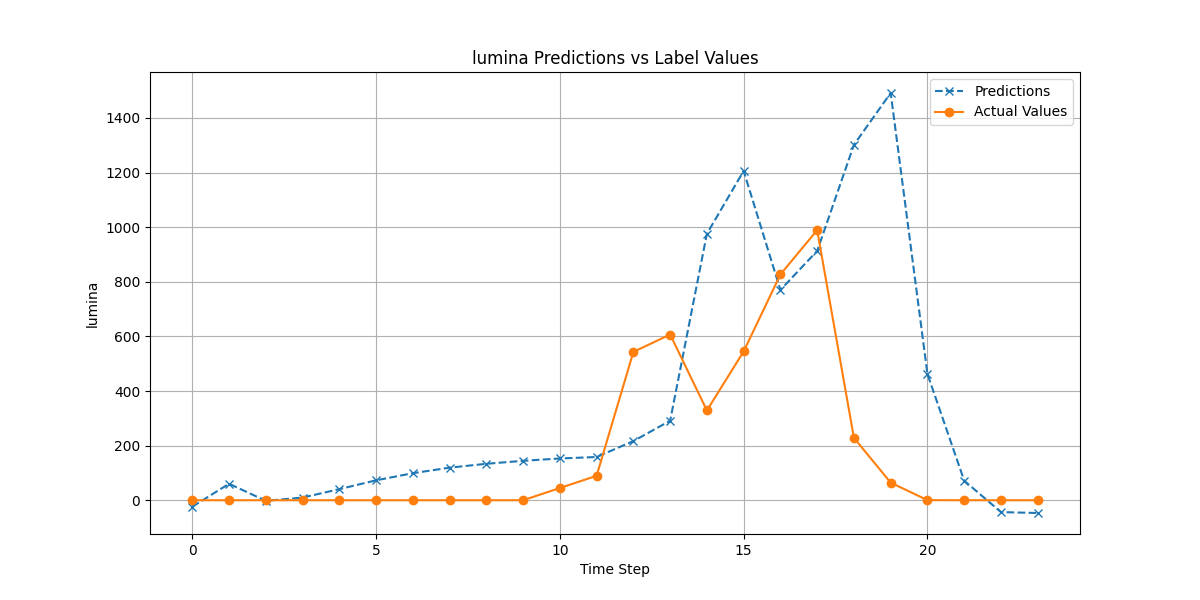 lumina Predictions vs Label Values
Predictions
Actual Values
1400
1200
1000
800
600
400
200
0
lumina
0 5 10 15 20
Time Step